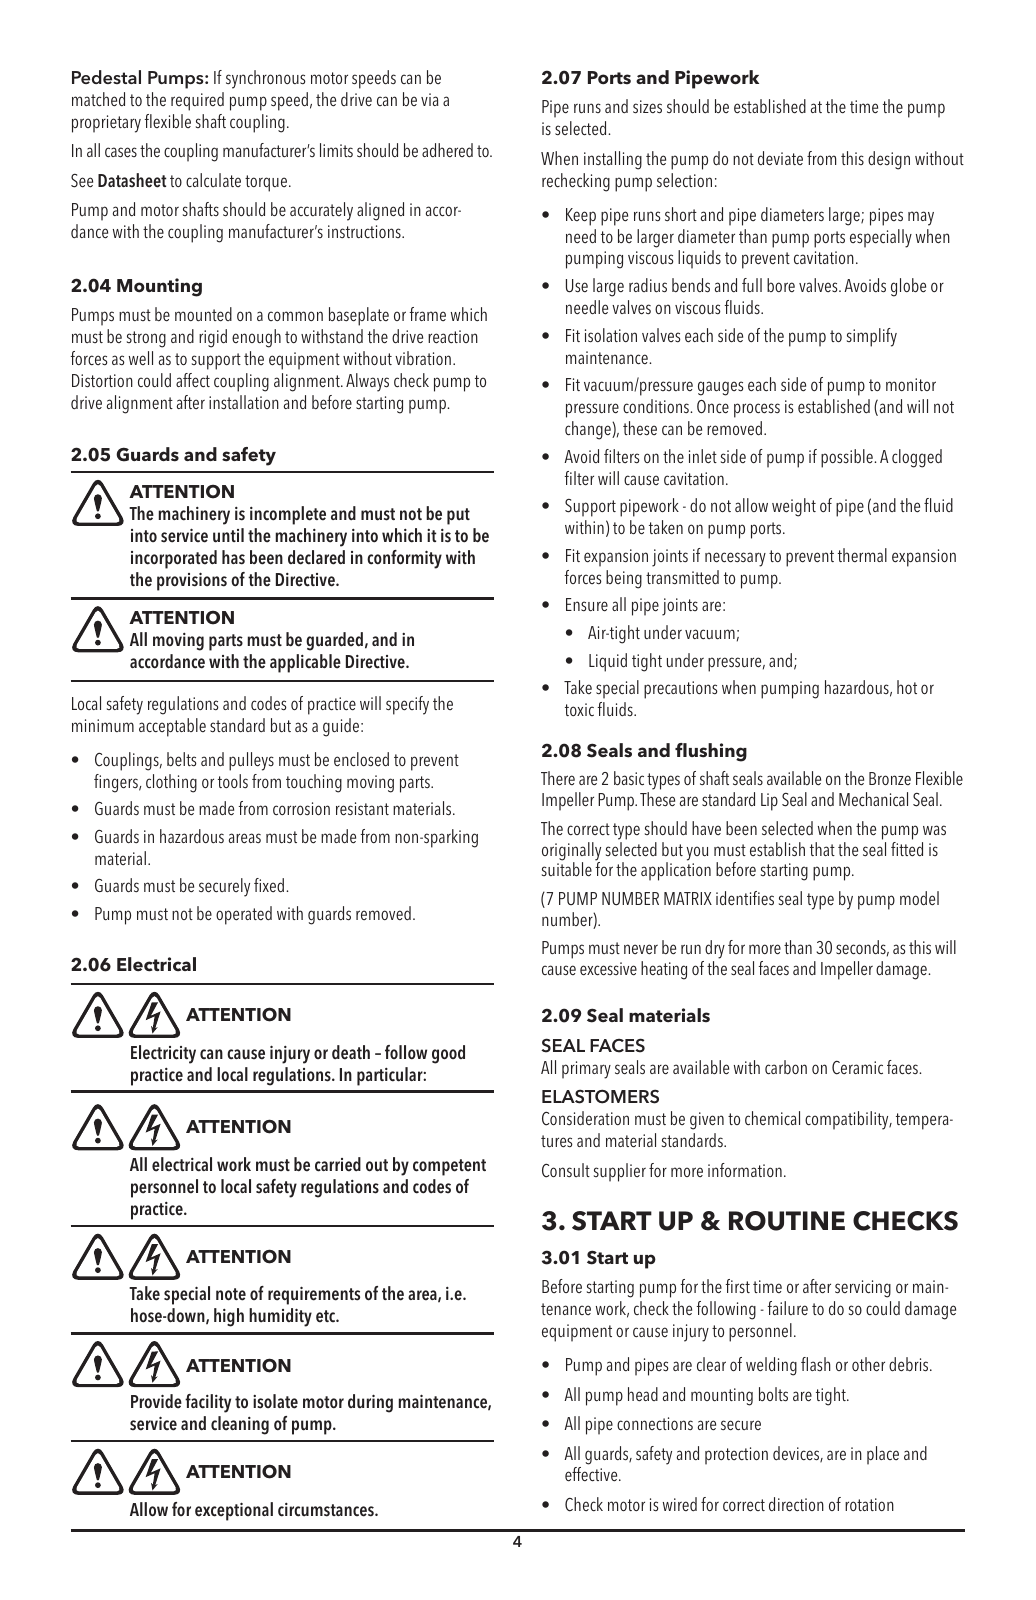 Pedestal Pumps: If synchronous motor speeds can be
matched to the required pump speed, the drive can be via a
proprietary flexible shaft coupling.
In all cases the coupling manufacturer's limits should be adhered to.
See Datasheet to calculate torque.
Pump and motor shafts should be accurately aligned in accor-
dance with the coupling manufacturer's instructions.
2.04 Mounting
Pumps must be mounted on a common baseplate or frame which
must be strong and rigid enough to withstand the drive reaction
forces as well as to support the equipment without vibration.
Distortion could affect coupling alignment. Always check pump to
drive alignment after installation and before starting pump.
2.05 Guards and safety
ATTENTION
The machinery is incomplete and must not be put
into service until the machinery into which it is to be
incorporated has been declared in conformity with
the provisions of the Directive.
ATTENTION
All moving parts must be guarded, and in
accordance with the applicable Directive.
Local safety regulations and codes of practice will specify the
minimum acceptable standard but as a guide:
• Couplings, belts and pulleys must be enclosed to prevent
fingers, clothing or tools from touching moving parts.
• Guards must be made from corrosion resistant materials.
• Guards in hazardous areas must be made from non-sparking
material.
• Guards must be securely fixed.
• Pump must not be operated with guards removed.
2.06 Electrical
ATTENTION
Electricity can cause injury or death – follow good
practice and local regulations. In particular:
ATTENTION
All electrical work must be carried out by competent
personnel to local safety regulations and codes of
practice.
ATTENTION
Take special note of requirements of the area, i.e.
hose-down, high humidity etc.
ATTENTION
Provide facility to isolate motor during maintenance,
service and cleaning of pump.
ATTENTION
Allow for exceptional circumstances.
2.07 Ports and Pipework
Pipe runs and sizes should be established at the time the pump
is selected.
When installing the pump do not deviate from this design without
rechecking pump selection:
• Keep pipe runs short and pipe diameters large; pipes may
need to be larger diameter than pump ports especially when
pumping viscous liquids to prevent cavitation.
• Use large radius bends and full bore valves. Avoids globe or
needle valves on viscous fluids.
• Fit isolation valves each side of the pump to simplify
maintenance.
• Fit vacuum/pressure gauges each side of pump to monitor
pressure conditions. Once process is established (and will not
change), these can be removed.
• Avoid filters on the inlet side of pump if possible. A clogged
filter will cause cavitation.
• Support pipework - do not allow weight of pipe (and the fluid
within) to be taken on pump ports.
• Fit expansion joints if necessary to prevent thermal expansion
forces being transmitted to pump.
• Ensure all pipe joints are:
• Air-tight under vacuum;
• Liquid tight under pressure, and;
• Take special precautions when pumping hazardous, hot or
toxic fluids.
2.08 Seals and flushing
There are 2 basic types of shaft seals available on the Bronze Flexible
Impeller Pump. These are standard Lip Seal and Mechanical Seal.
The correct type should have been selected when the pump was
originally selected but you must establish that the seal fitted is
suitable for the application before starting pump.
(7 PUMP NUMBER MATRIX identifies seal type by pump model
number).
Pumps must never be run dry for more than 30 seconds, as this will
cause excessive heating of the seal faces and Impeller damage.
2.09 Seal materials
SEAL FACES
All primary seals are available with carbon on Ceramic faces.
ELASTOMERS
Consideration must be given to chemical compatibility, tempera-
tures and material standards.
Consult supplier for more information.
3. START UP & ROUTINE CHECKS
3.01 Start up
Before starting pump for the first time or after servicing or main-
tenance work, check the following - failure to do so could damage
equipment or cause injury to personnel.
• Pump and pipes are clear of welding flash or other debris.
• All pump head and mounting bolts are tight.
• All pipe connections are secure
• All guards, safety and protection devices, are in place and
effective.
• Check motor is wired for correct direction of rotation
4